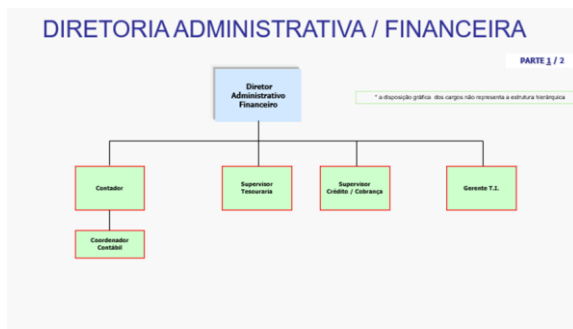 DIRETORIA ADMINISTRATIVA / FINANCEIRA
PARTE 1 / 2
Diretor
Administrativo
Financeiro
* a disposição gráfica dos cargos não representa a estrutura hierárquica
Contador
Supervisor
Tesouraria
Supervisor
Crédito / Cobrança
Gerente T.I.
Coordenador
Contábil